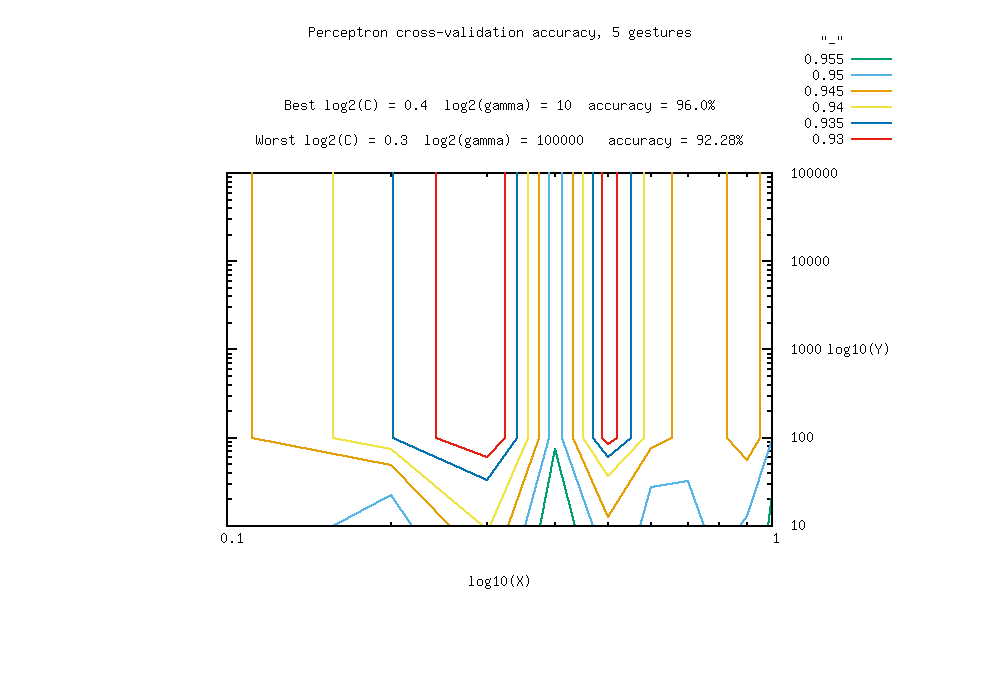 Perceptron cross-validation accuracy, 5 gestures
"_"
0.955
0.95
0.945
0.94
0.935
0.93
Best log2(C) = 0.4  log2(gamma) = 10  accuracy = 96.0%
Worst log2(C) = 0.3  log2(gamma) = 100000   accuracy = 92.28%
100000
10000
1000 log10(Y)
100
10
0.1 1
log10(X)